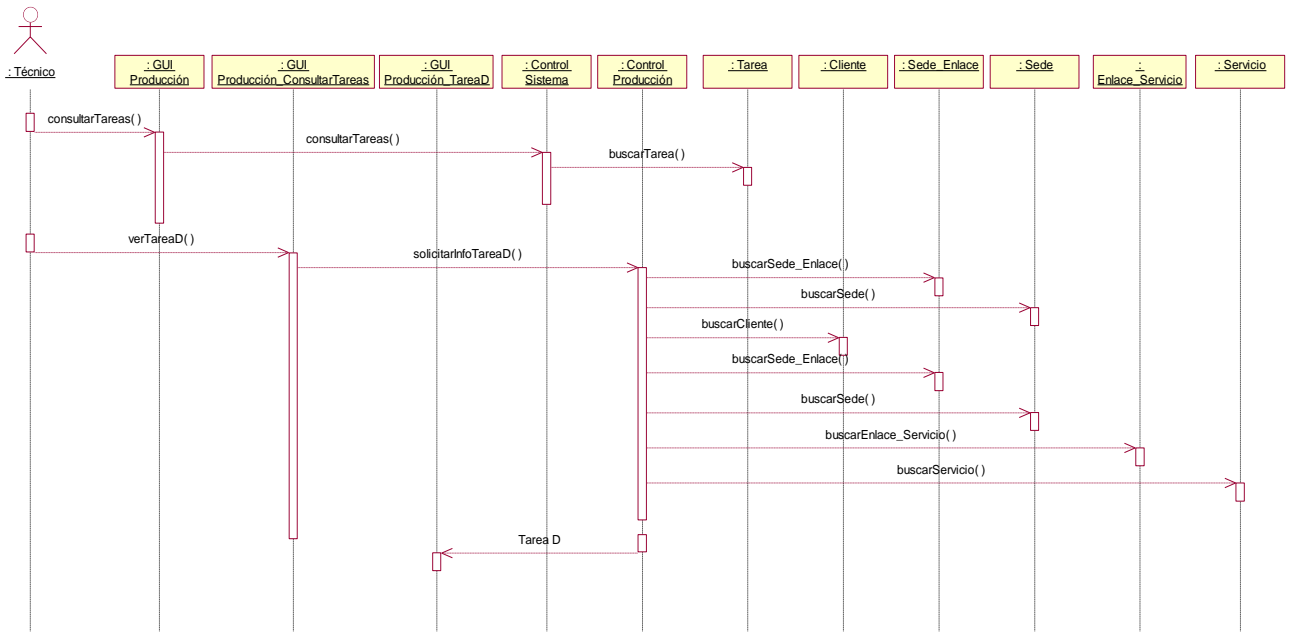 : Técnico
: GUI
Producción
: GUI
Producción_ConsultarTareas
: GUI
Producción_TareaD
: Control
Sistema
: Control
Producción
: Tarea
: Cliente
: Sede_Enlace
: Sede
:
Enlace_Servicio
: Servicio
consultarTareas( )
consultarTareas( )
buscarTarea( )
verTareaD( )
solicitarInfoTareaD( )
buscarSede_Enlace( )
buscarSede( )
buscarCliente( )
buscarSede_Enlace( )
buscarSede( )
buscarEnlace_Servicio( )
buscarServicio( )
Tarea D